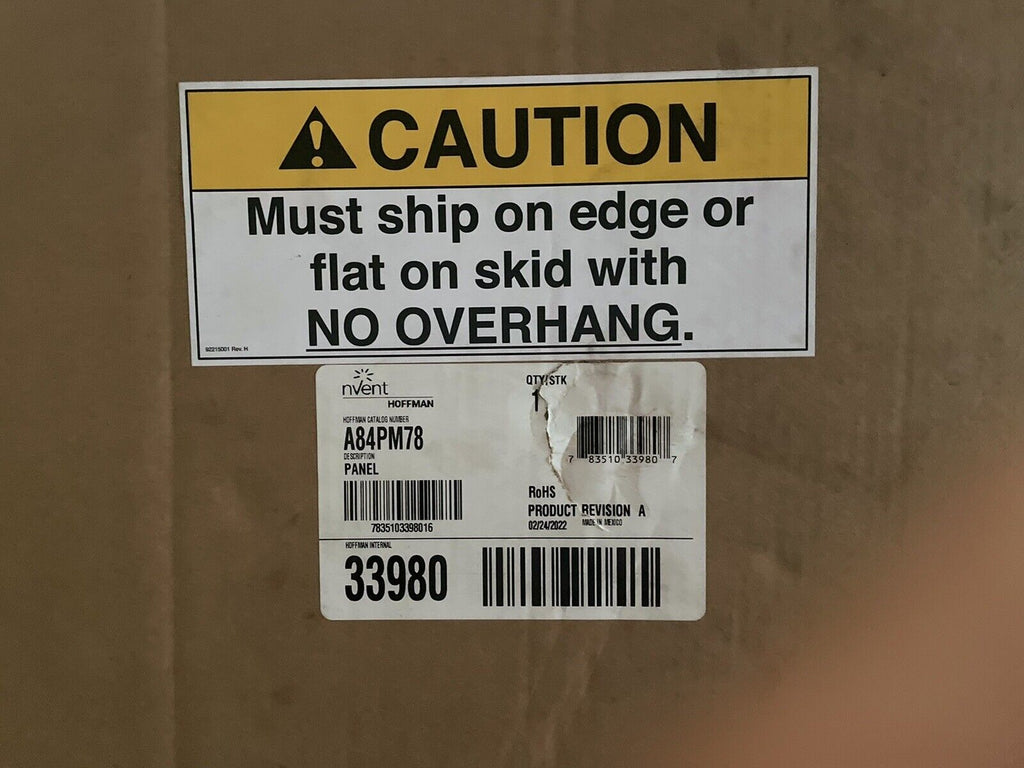 CAUTION
Must ship on edge or
flat on skid with
NO OVERHANG.
92215001 Rev. H
nVent
HOFFMAN
QTY/STK
1
HOFFMAN CATALOG NUMBER
A84PM78
DESCRIPTION
PANEL
7 83510 33980 7
7835103398016
RoHS
PRODUCT REVISION A
02/24/2022 MADE IN MEXICO
HOFFMAN INTERNAL
33980